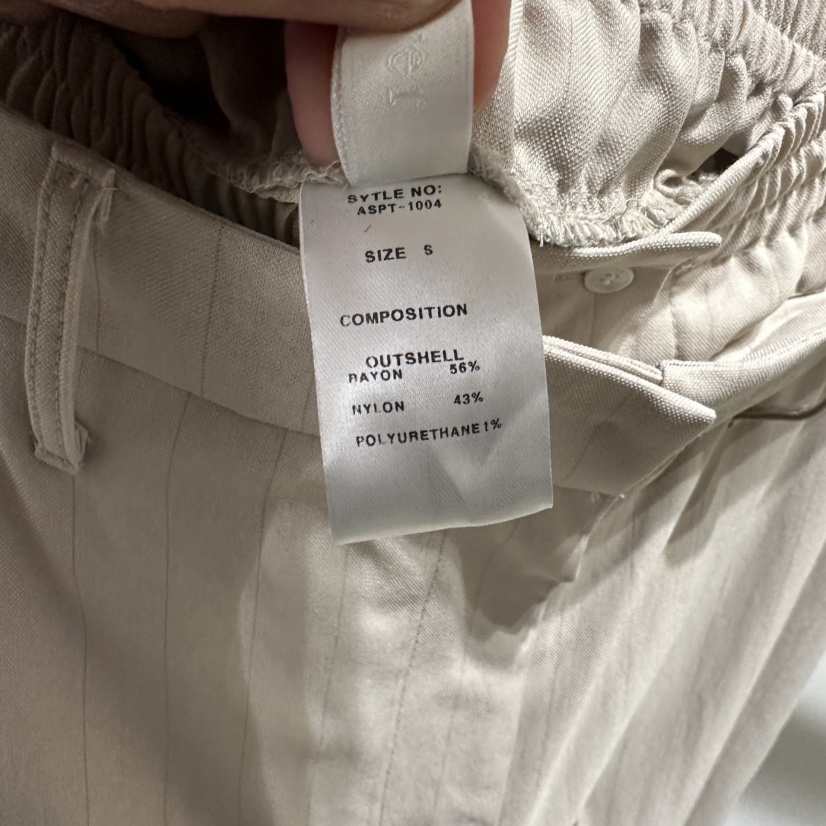 SYTLE NO:
ASPT-1004
SIZE S
COMPOSITION
OUTSHELL
RAYON 56%
NYLON 43%
POLYURETHANE 1%